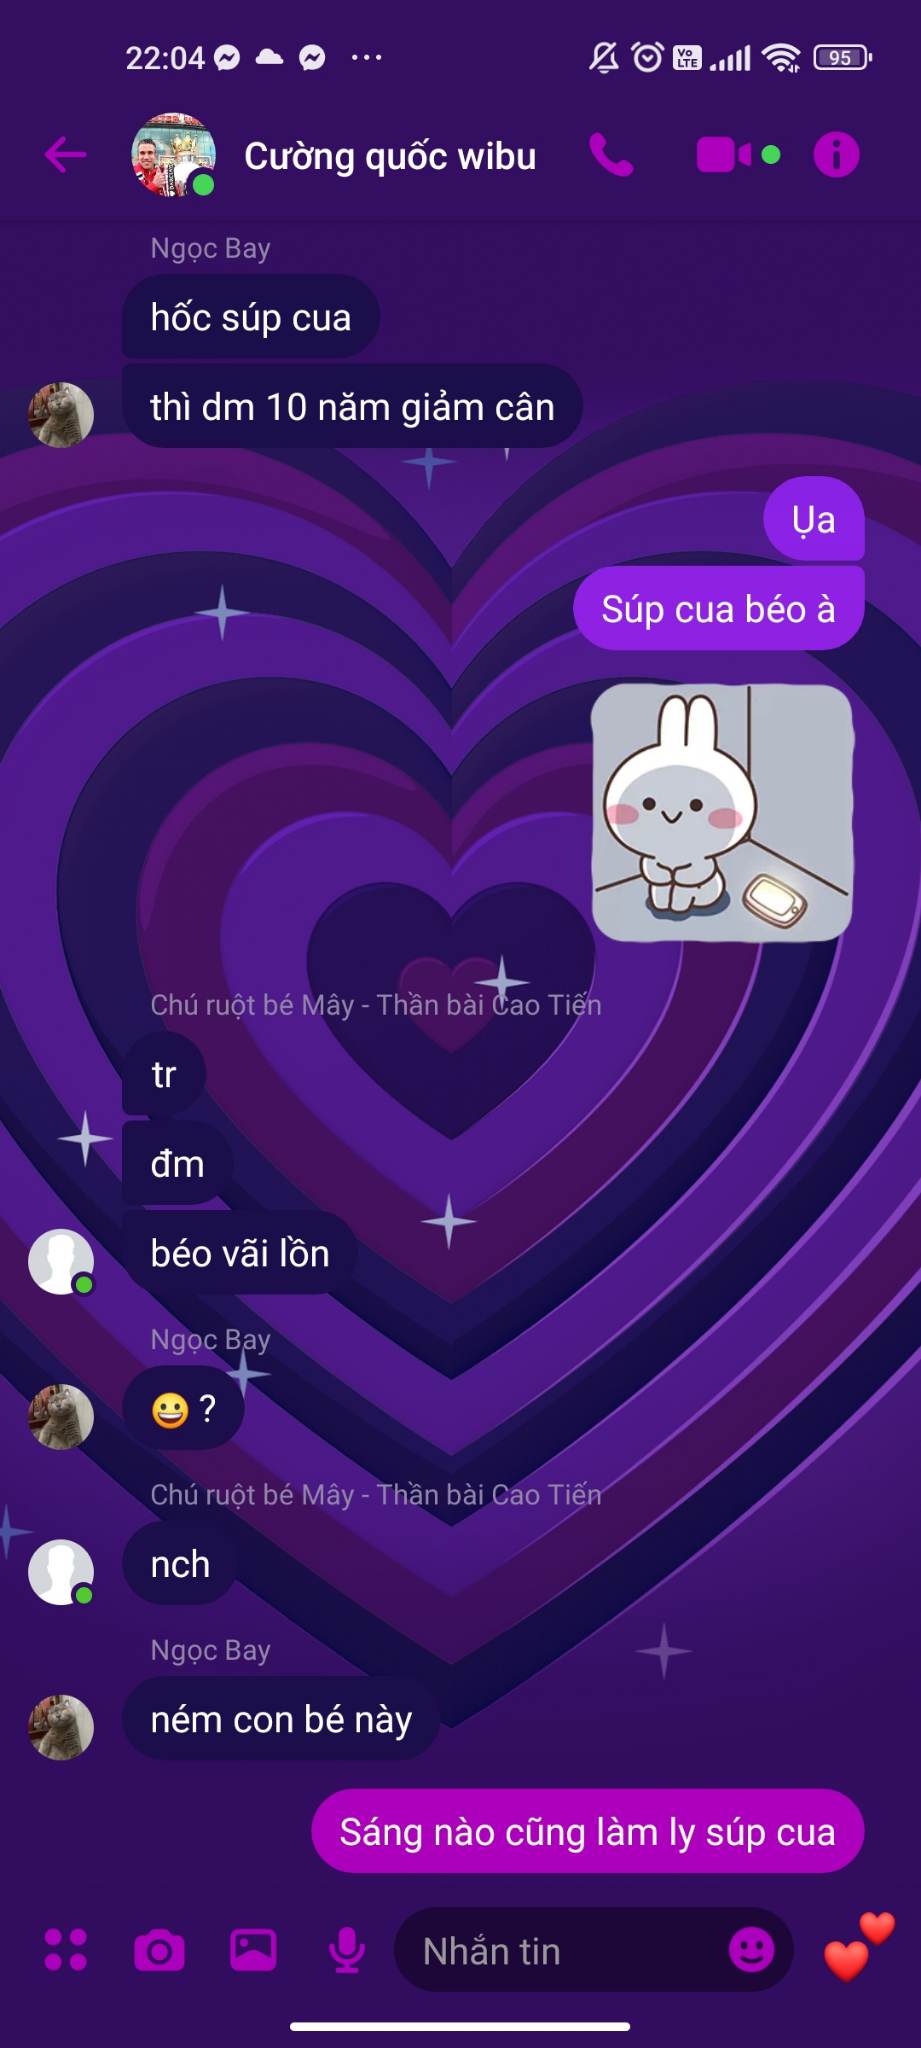 22:04
Vo
LTE
95
Cường quốc wibu
Ngọc Bay
hốc súp cua
thì dm 10 năm giảm cân
Ụa
Súp cua béo à
Chú ruột bé Mây - Thần bài Cao Tiến
tr
đm
béo vãi lồn
Ngọc Bay
😀 ?
Chú ruột bé Mây - Thần bài Cao Tiến
nch
Ngọc Bay
ném con bé này
Sáng nào cũng làm ly súp cua
Nhắn tin